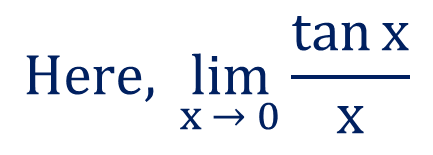 Here, lim x → 0 tan x / x